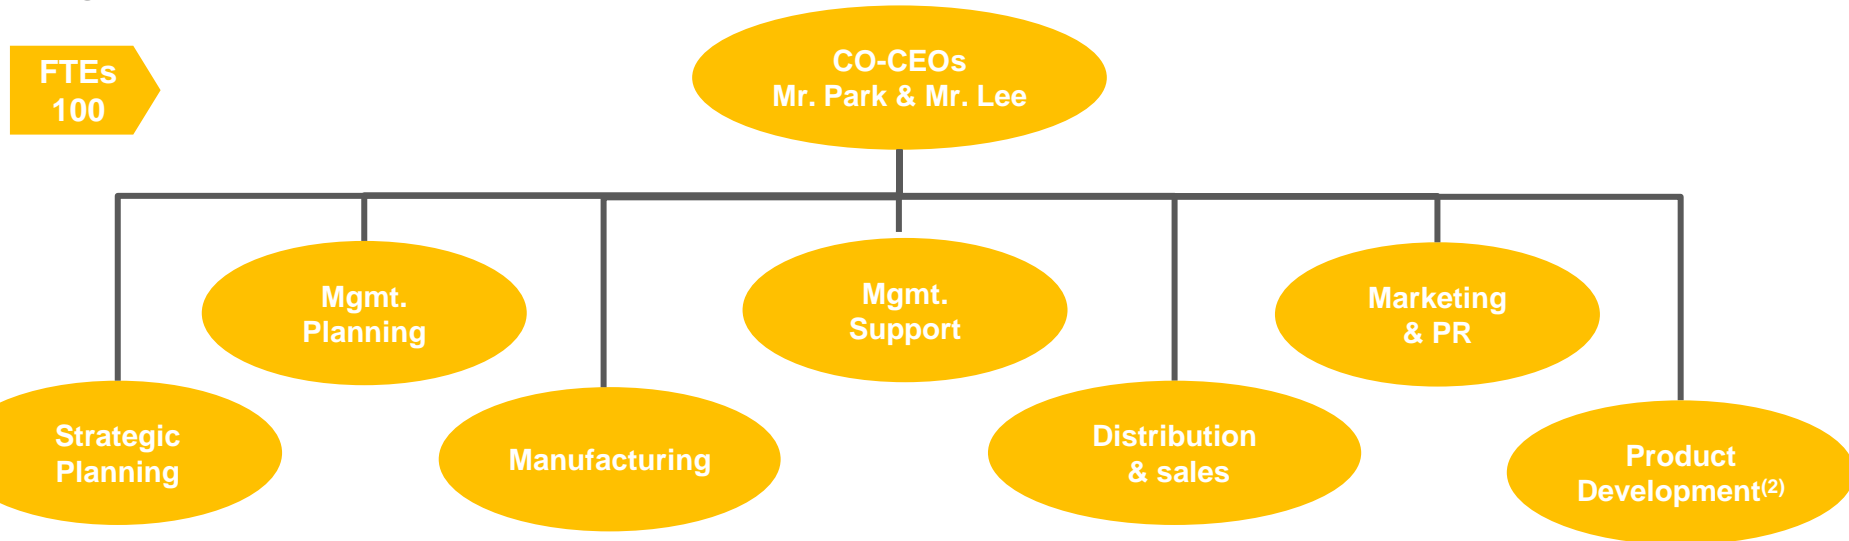 FTEs
100
CO-CEOs
Mr. Park & Mr. Lee
Mgmt.
Planning
Mgmt.
Support
Marketing
& PR
Strategic
Planning
Manufacturing
Distribution
& sales
Product
Development(2)